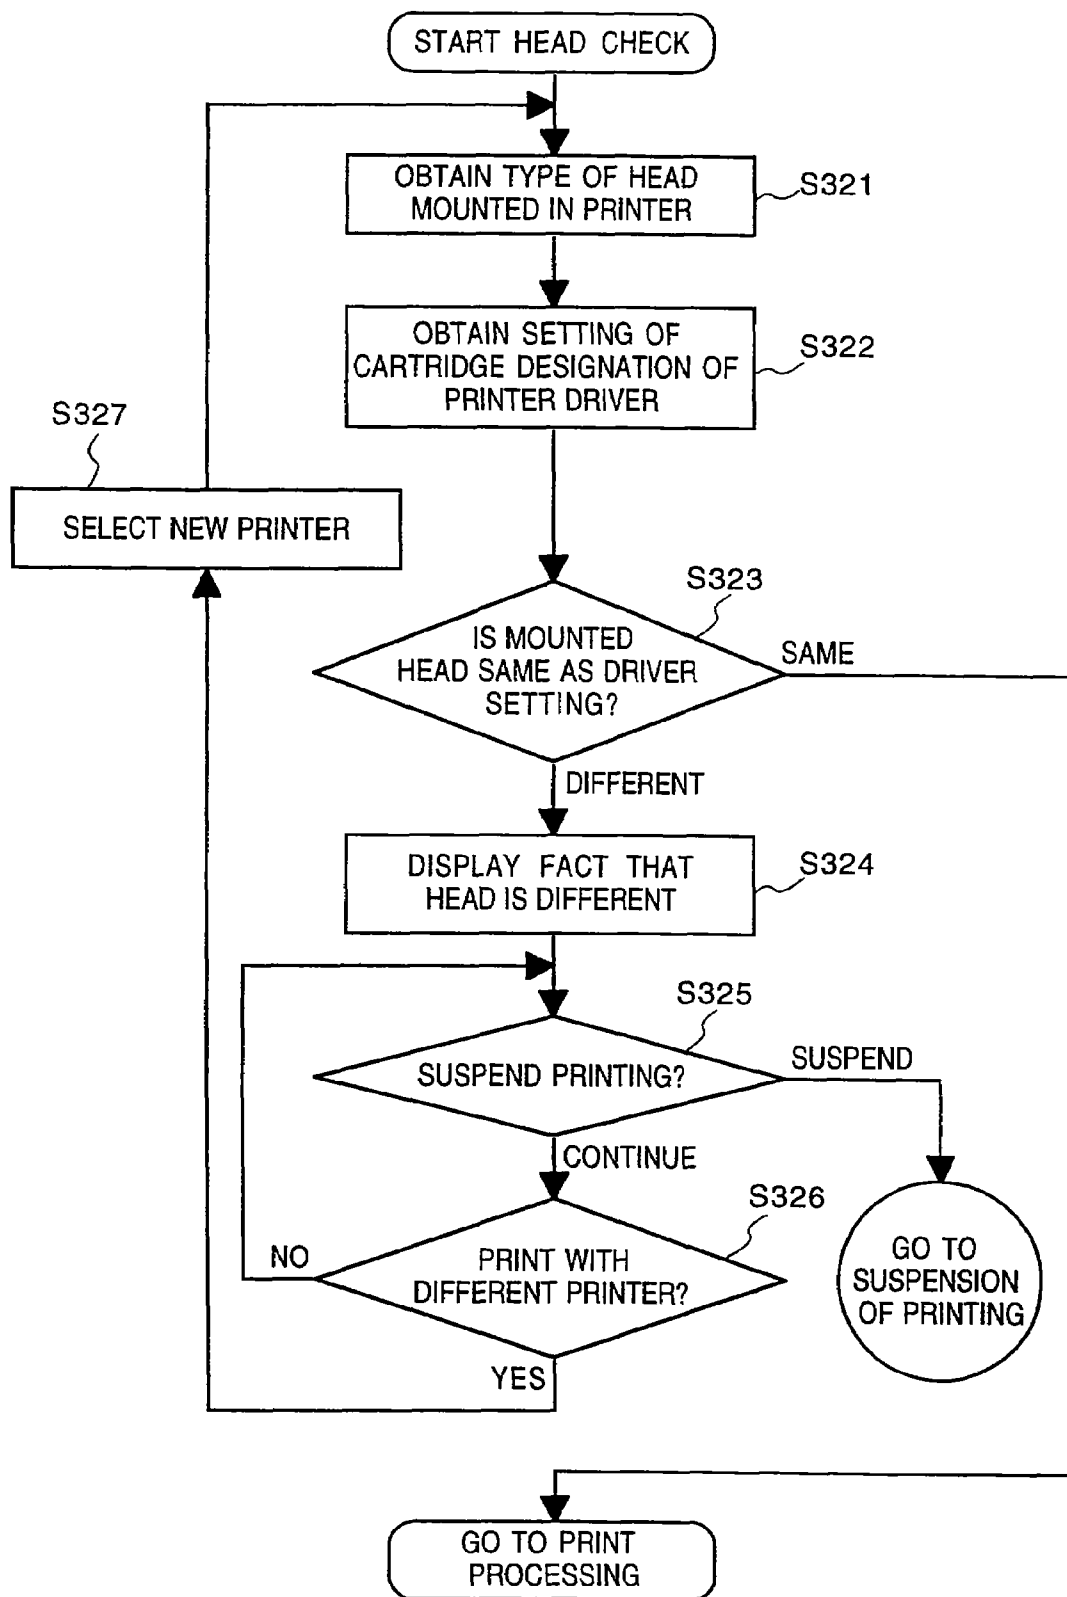 START HEAD CHECK
OBTAIN TYPE OF HEAD
MOUNTED IN PRINTER
S321
OBTAIN SETTING OF
CARTRIDGE DESIGNATION OF
PRINTER DRIVER
S322
S327
SELECT NEW PRINTER
S323
IS MOUNTED
HEAD SAME AS DRIVER
SETTING?
SAME
DIFFERENT
DISPLAY FACT THAT
HEAD IS DIFFERENT
S324
S325
SUSPEND PRINTING?
SUSPEND
CONTINUE
S326
NO
PRINT WITH
DIFFERENT PRINTER?
GO TO
SUSPENSION
OF PRINTING
YES
GO TO PRINT
PROCESSING